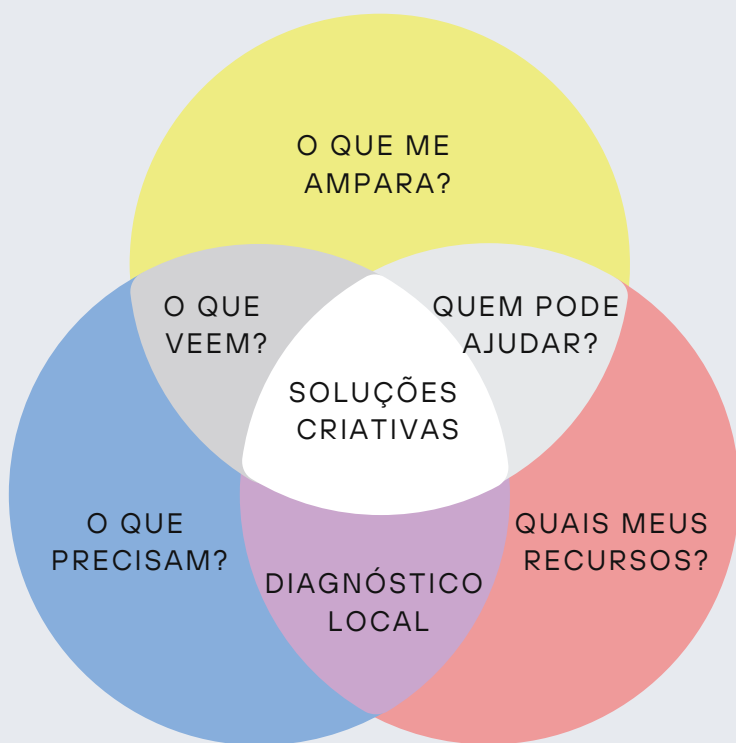 O QUE ME
AMPARA?
O QUE
VEEM?
QUEM PODE
AJUDAR?
SOLUÇÕES
CRIATIVAS
O QUE
PRECISAM?
QUAIS MEUS
RECURSOS?
DIAGNÓSTICO
LOCAL